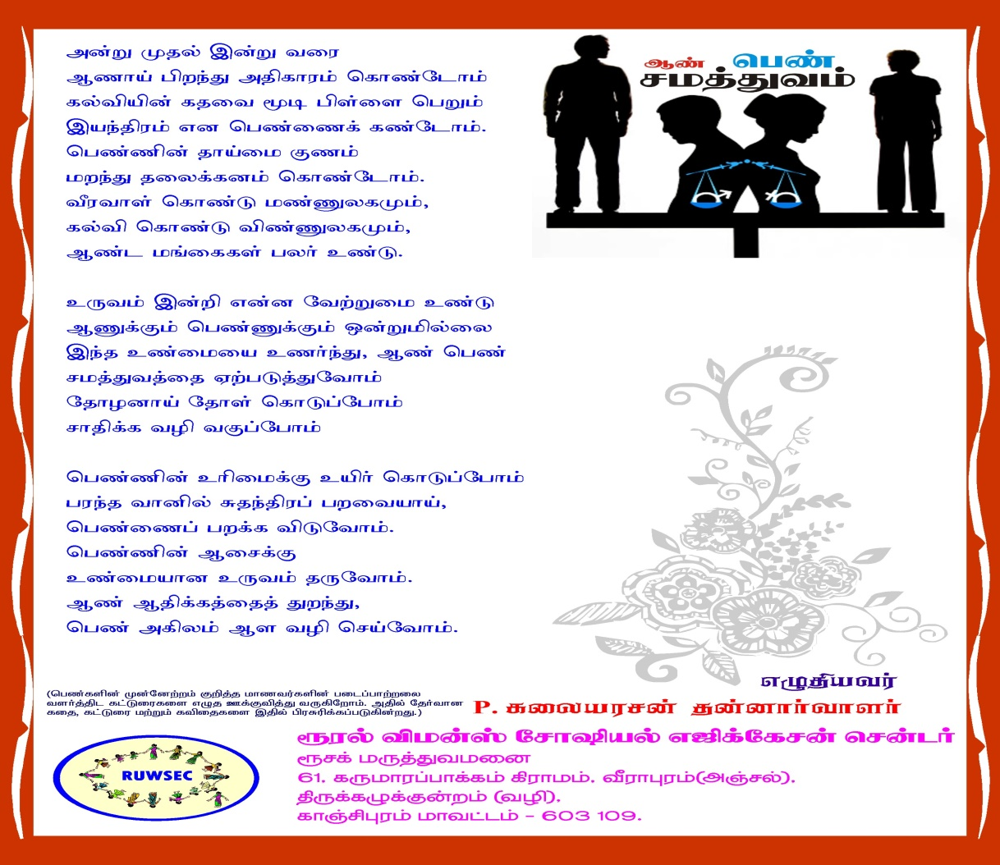 ஆண் பெண்
சமத்துவம்
அன்று முதல் இன்று வரை
ஆணாய் பிறந்து அதிகாரம் கொண்டோம்
கல்வியின் கதவை மூடி பிள்ளை பெறும்
இயந்திரம் என பெண்ணைக் கண்டோம்.
பெண்ணின் தாய்மை குணம்
மறந்து தலைக்கனம் கொண்டோம்.
வீரவாள் கொண்டு மண்ணுலகமும்,
கல்வி கொண்டு விண்ணுலகமும்,
ஆண்ட மங்கைகள் பலர் உண்டு.
உருவம் இன்றி என்ன வேற்றுமை உண்டு
ஆணுக்கும் பெண்ணுக்கும் ஒன்றுமில்லை
இந்த உண்மையை உணர்ந்து, ஆண் பெண்
சமத்துவத்தை ஏற்படுத்துவோம்
தோழனாய் தோள் கொடுப்போம்
சாதிக்க வழி வகுப்போம்
பெண்ணின் உரிமைக்கு உயிர் கொடுப்போம்
பரந்த வானில் சுதந்திரப் பறவையாய்,
பெண்ணைப் பறக்க விடுவோம்.
பெண்ணின் ஆசைக்கு
உண்மையான உருவம் தருவோம்.
ஆண் ஆதிக்கத்தைத் துறந்து,
பெண் அகிலம் ஆள வழி செய்வோம்.
எழுதியவர்
P. கலையரசன் தன்னார்வாளர்
(பெண்களின் முன்னேற்றம் குறித்த மாணவர்களின் படைப்பாற்றலை
வளர்த்திட கட்டுரைகளை எழுத ஊக்குவித்து வருகிறோம். அதில் தேர்வான
கதை, கட்டுரை மற்றும் கவிதைகளை இதில் பிரசுரிக்கப்படுகின்றது.)
RUWSEC
ரூரல் விமன்ஸ் சோஷியல் எஜிக்கேசன் சென்டர்
ரூசக் மருத்துவமனை
61. கருமாரப்பாக்கம் கிராமம். வீராபுரம்(அஞ்சல்).
திருக்கழுக்குன்றம் (வழி).
காஞ்சிபுரம் மாவட்டம் - 603 109.